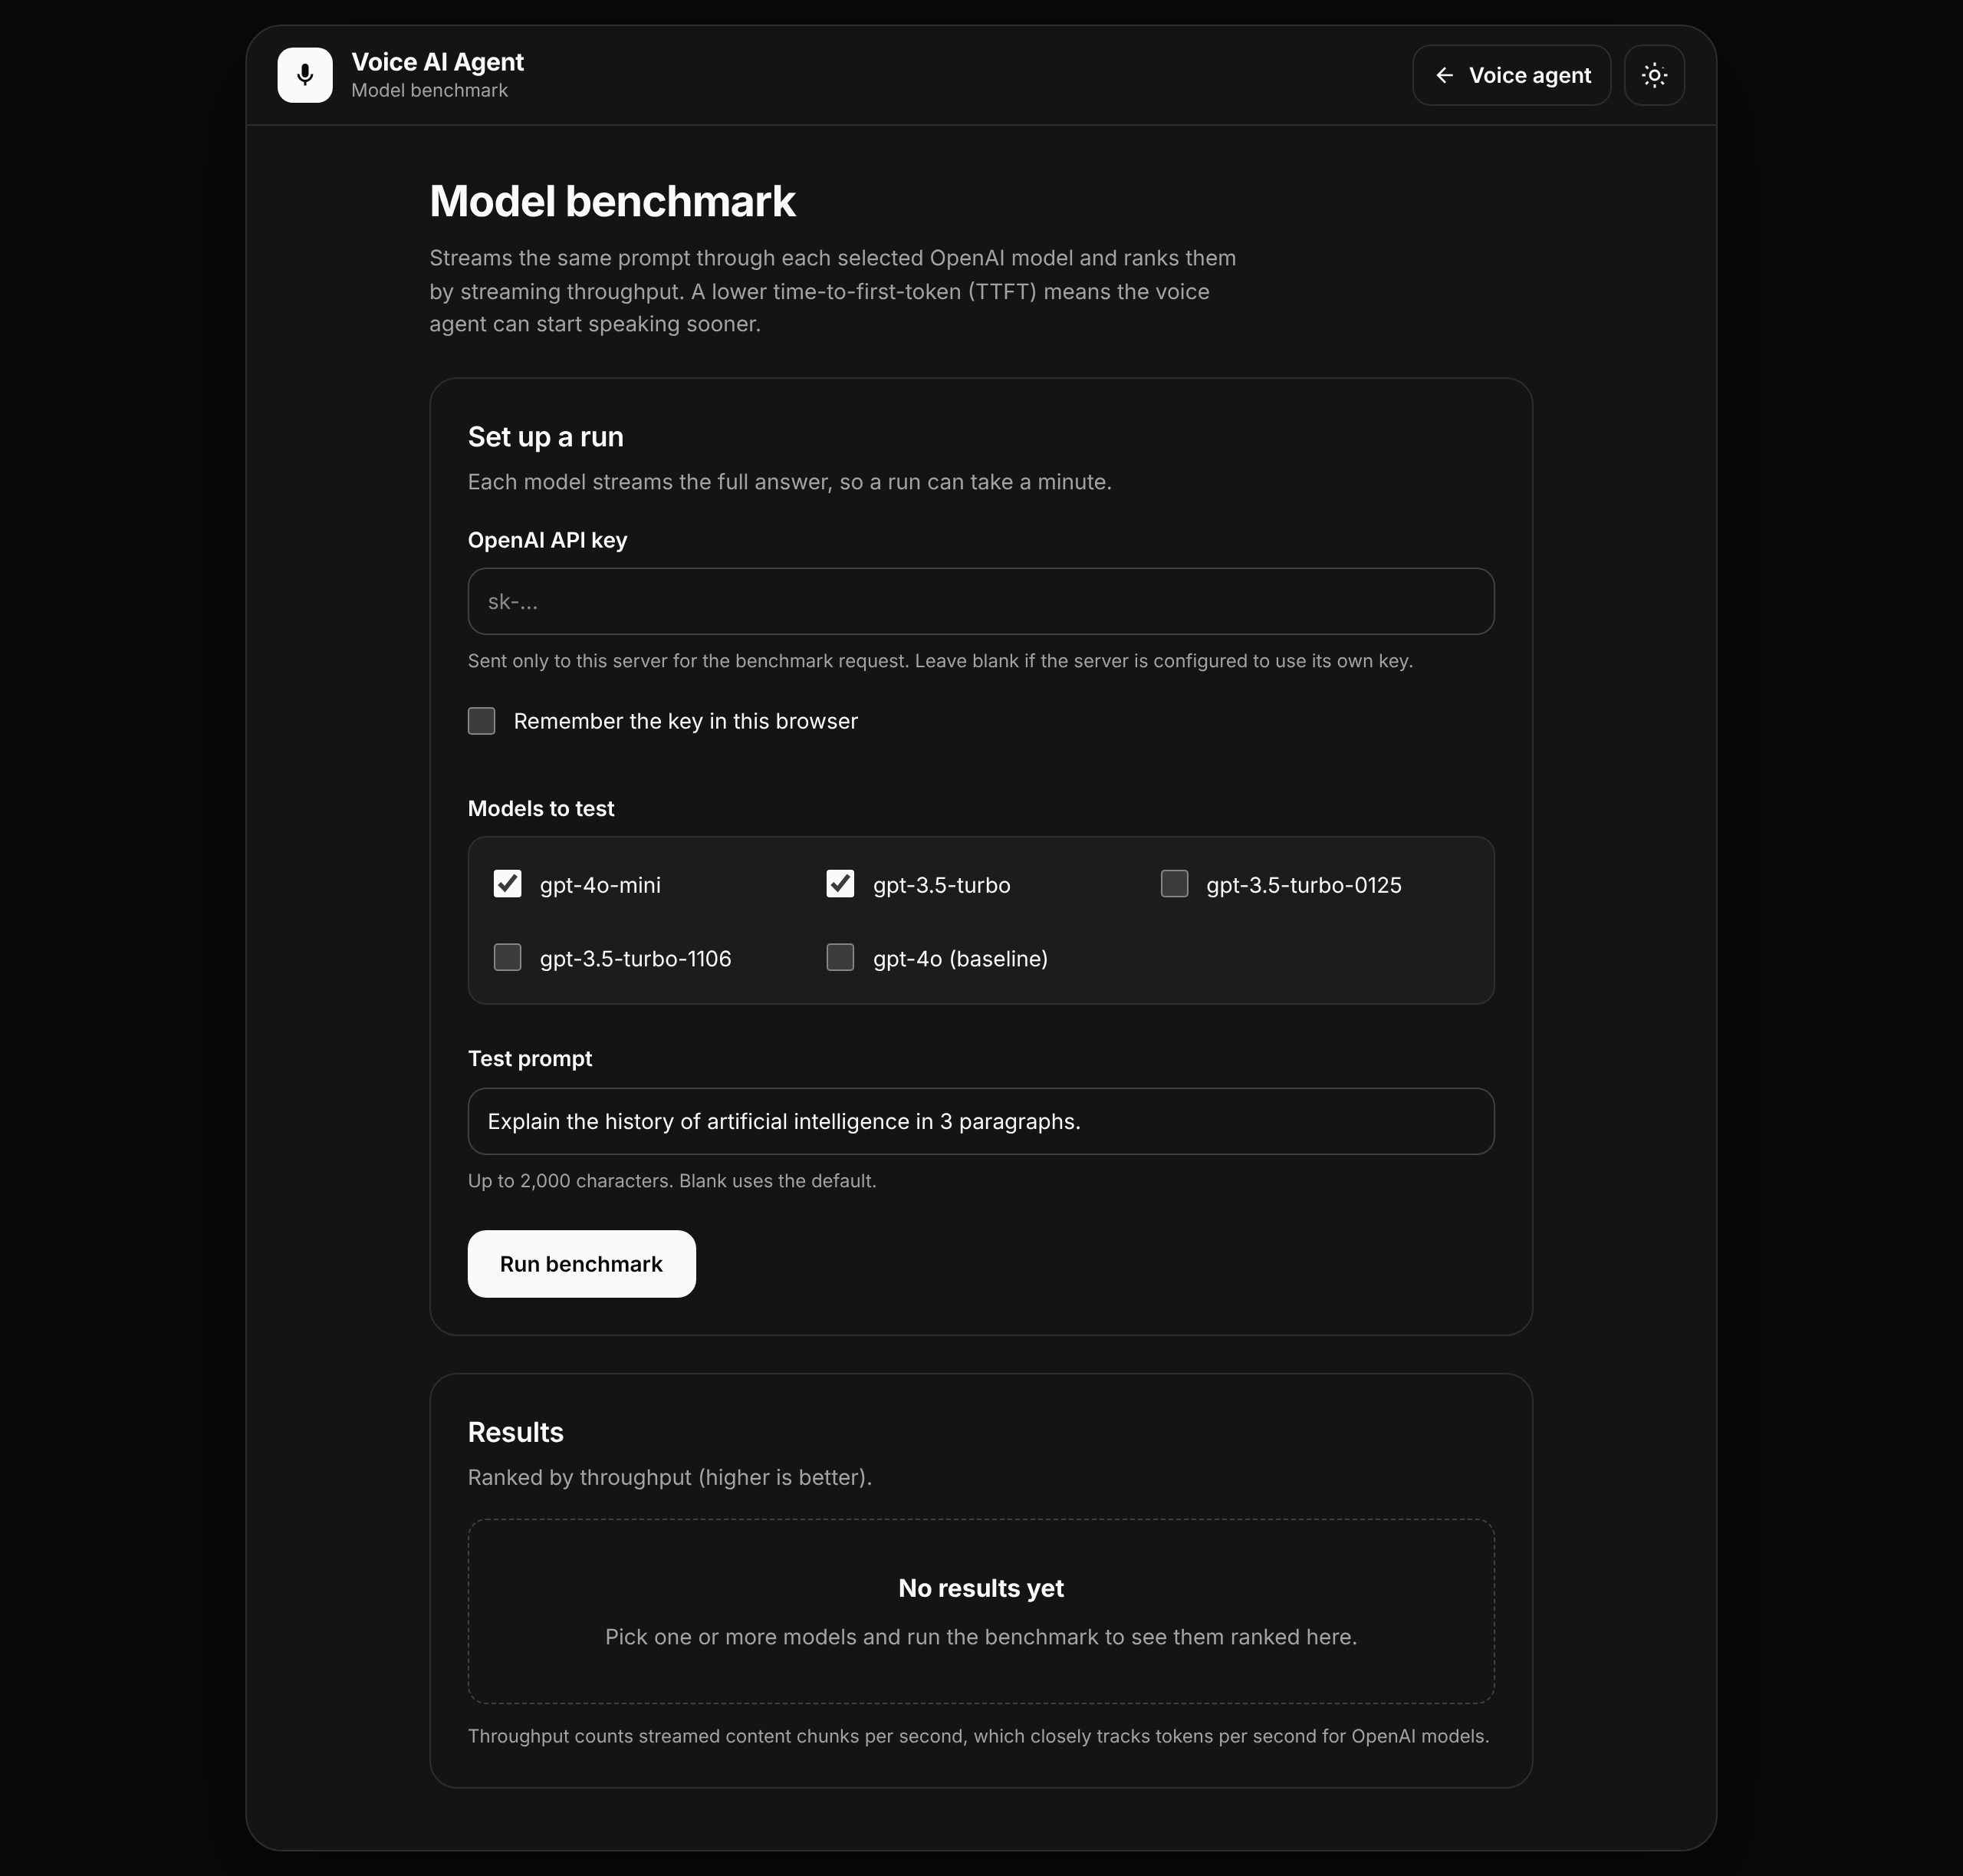 Voice AI Agent
Model benchmark
Voice agent
Model benchmark
Streams the same prompt through each selected OpenAI model and ranks them
by streaming throughput. A lower time-to-first-token (TTFT) means the voice
agent can start speaking sooner.
Set up a run
Each model streams the full answer, so a run can take a minute.
OpenAI API key
sk-...
Sent only to this server for the benchmark request. Leave blank if the server is configured to use its own key.
Remember the key in this browser
Models to test
gpt-4o-mini
gpt-3.5-turbo
gpt-3.5-turbo-0125
gpt-3.5-turbo-1106
gpt-4o (baseline)
Test prompt
Explain the history of artificial intelligence in 3 paragraphs.
Up to 2,000 characters. Blank uses the default.
Run benchmark
Results
Ranked by throughput (higher is better).
No results yet
Pick one or more models and run the benchmark to see them ranked here.
Throughput counts streamed content chunks per second, which closely tracks tokens per second for OpenAI models.